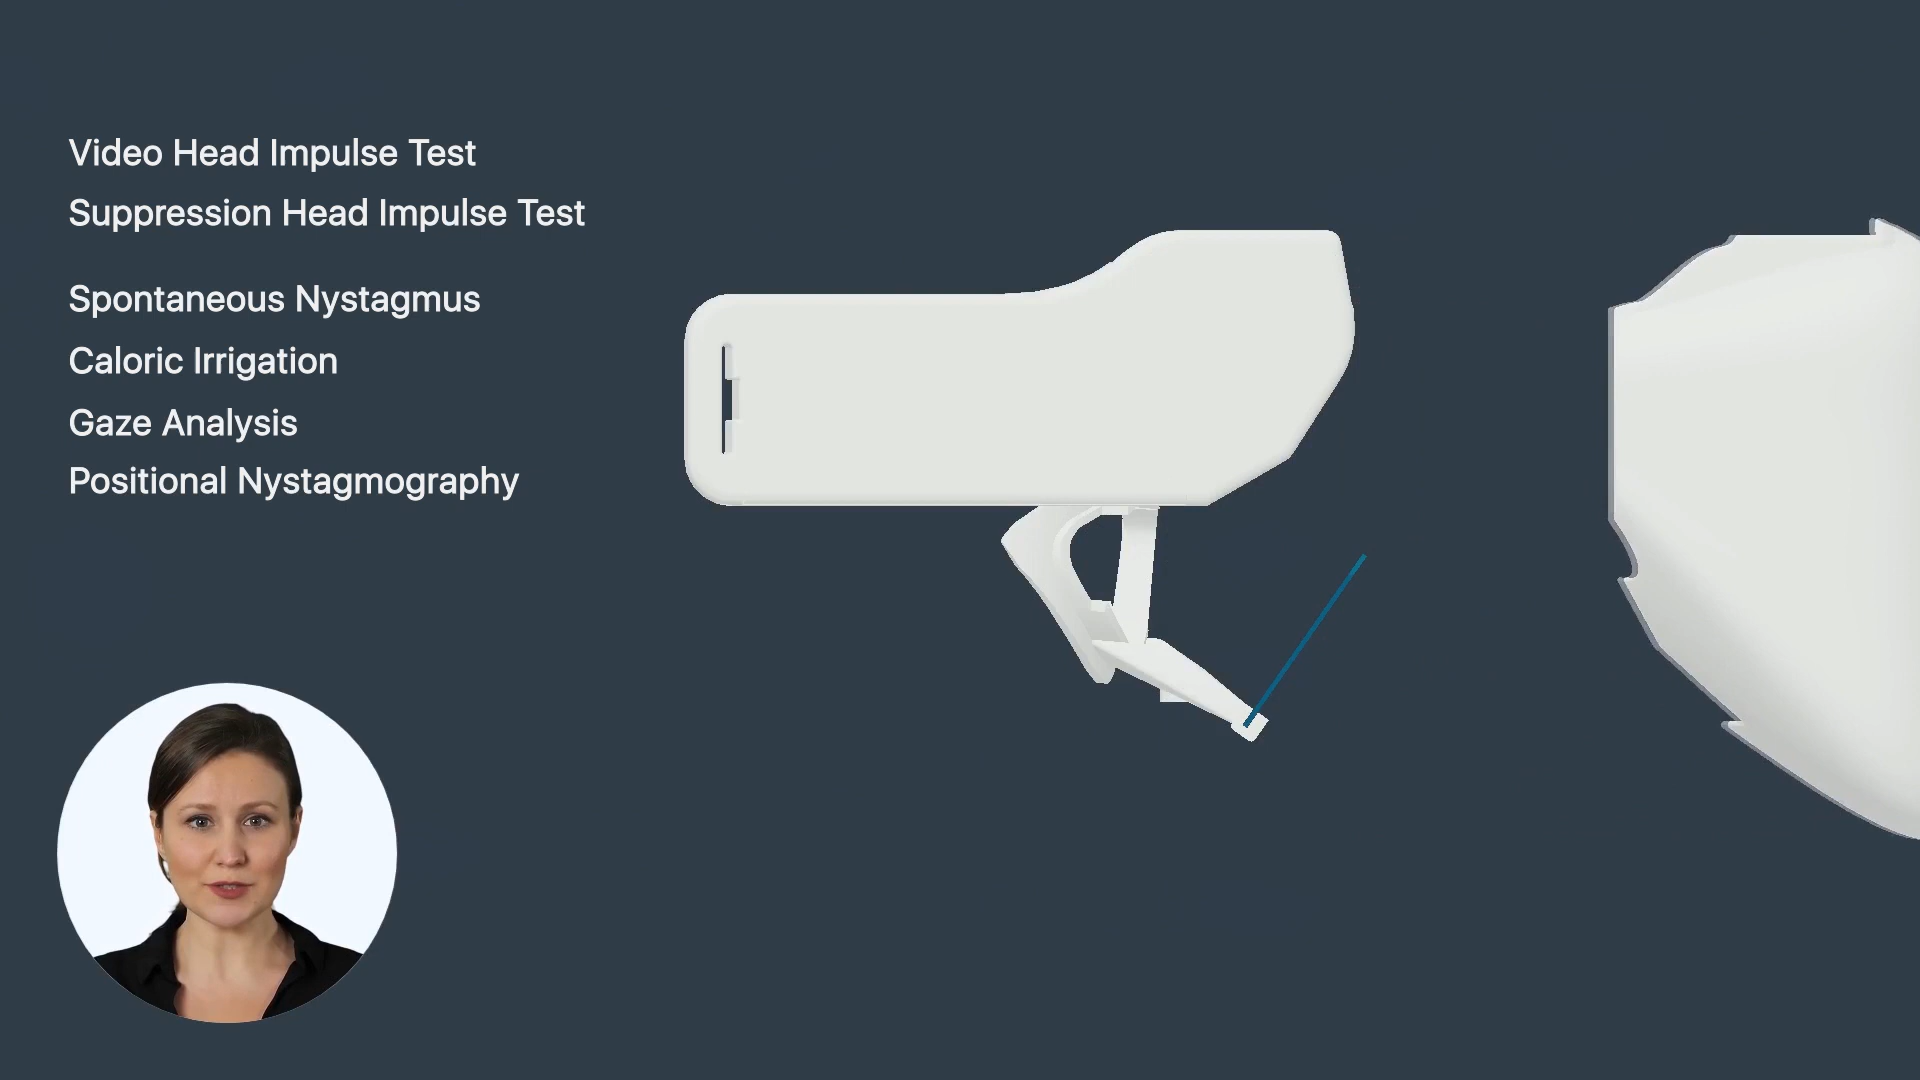 Video Head Impulse Test
Suppression Head Impulse Test
Spontaneous Nystagmus
Caloric Irrigation
Gaze Analysis
Positional Nystagmography